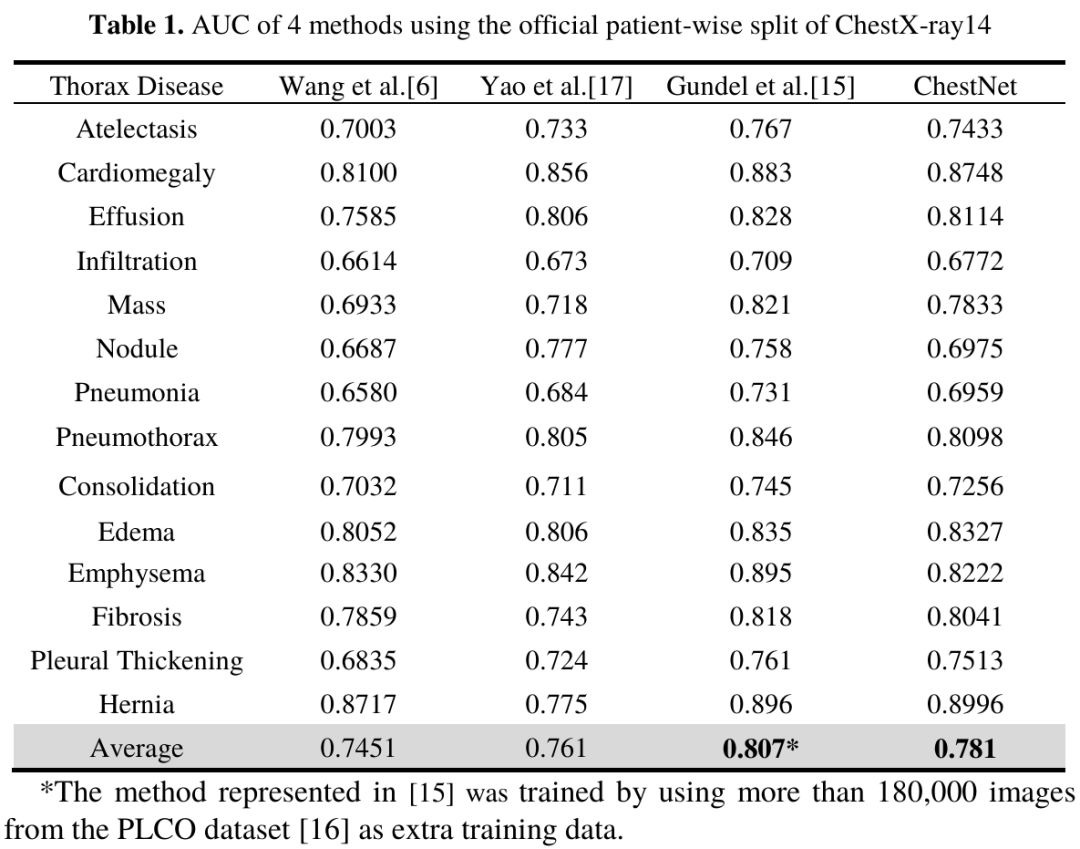 Table 1. AUC of 4 methods using the official patient-wise split of ChestX-ray14
Thorax Disease Wang et al.[6] Yao et al.[17] Gundel et al.[15] ChestNet
Atelectasis 0.7003 0.733 0.767 0.7433
Cardiomegaly 0.8100 0.856 0.883 0.8748
Effusion 0.7585 0.806 0.828 0.8114
Infiltration 0.6614 0.673 0.709 0.6772
Mass 0.6933 0.718 0.821 0.7833
Nodule 0.6687 0.777 0.758 0.6975
Pneumonia 0.6580 0.684 0.731 0.6959
Pneumothorax 0.7993 0.805 0.846 0.8098
Consolidation 0.7032 0.711 0.745 0.7256
Edema 0.8052 0.806 0.835 0.8327
Emphysema 0.8330 0.842 0.895 0.8222
Fibrosis 0.7859 0.743 0.818 0.8041
Pleural Thickening 0.6835 0.724 0.761 0.7513
Hernia 0.8717 0.775 0.896 0.8996
Average 0.7451 0.761 0.807* 0.781
*The method represented in [15] was trained by using more than 180,000 images
from the PLCO dataset [16] as extra training data.